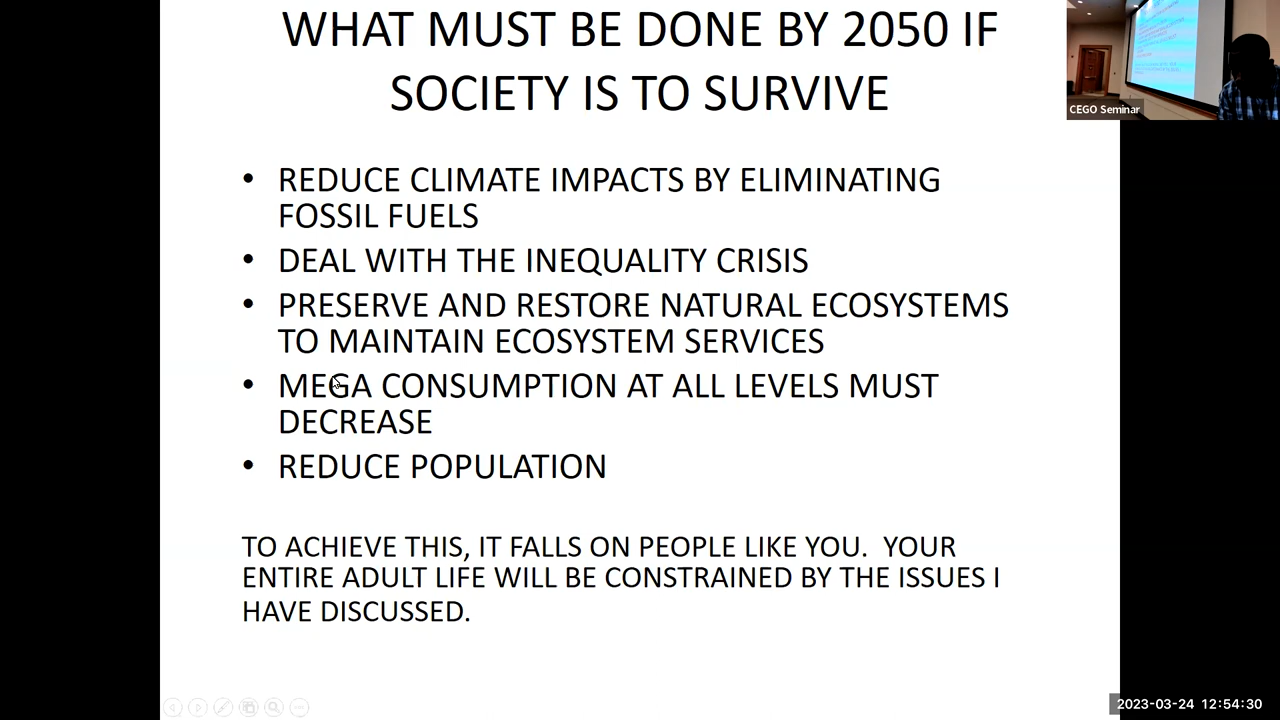 WHAT MUST BE DONE BY 2050 IF
SOCIETY IS TO SURVIVE
CEGO Seminar
• REDUCE CLIMATE IMPACTS BY ELIMINATING
FOSSIL FUELS
• DEAL WITH THE INEQUALITY CRISIS
• PRESERVE AND RESTORE NATURAL ECOSYSTEMS
TO MAINTAIN ECOSYSTEM SERVICES
• MEGA CONSUMPTION AT ALL LEVELS MUST
DECREASE
• REDUCE POPULATION
TO ACHIEVE THIS, IT FALLS ON PEOPLE LIKE YOU.  YOUR
ENTIRE ADULT LIFE WILL BE CONSTRAINED BY THE ISSUES I
HAVE DISCUSSED.
2023-03-24 12:54:30